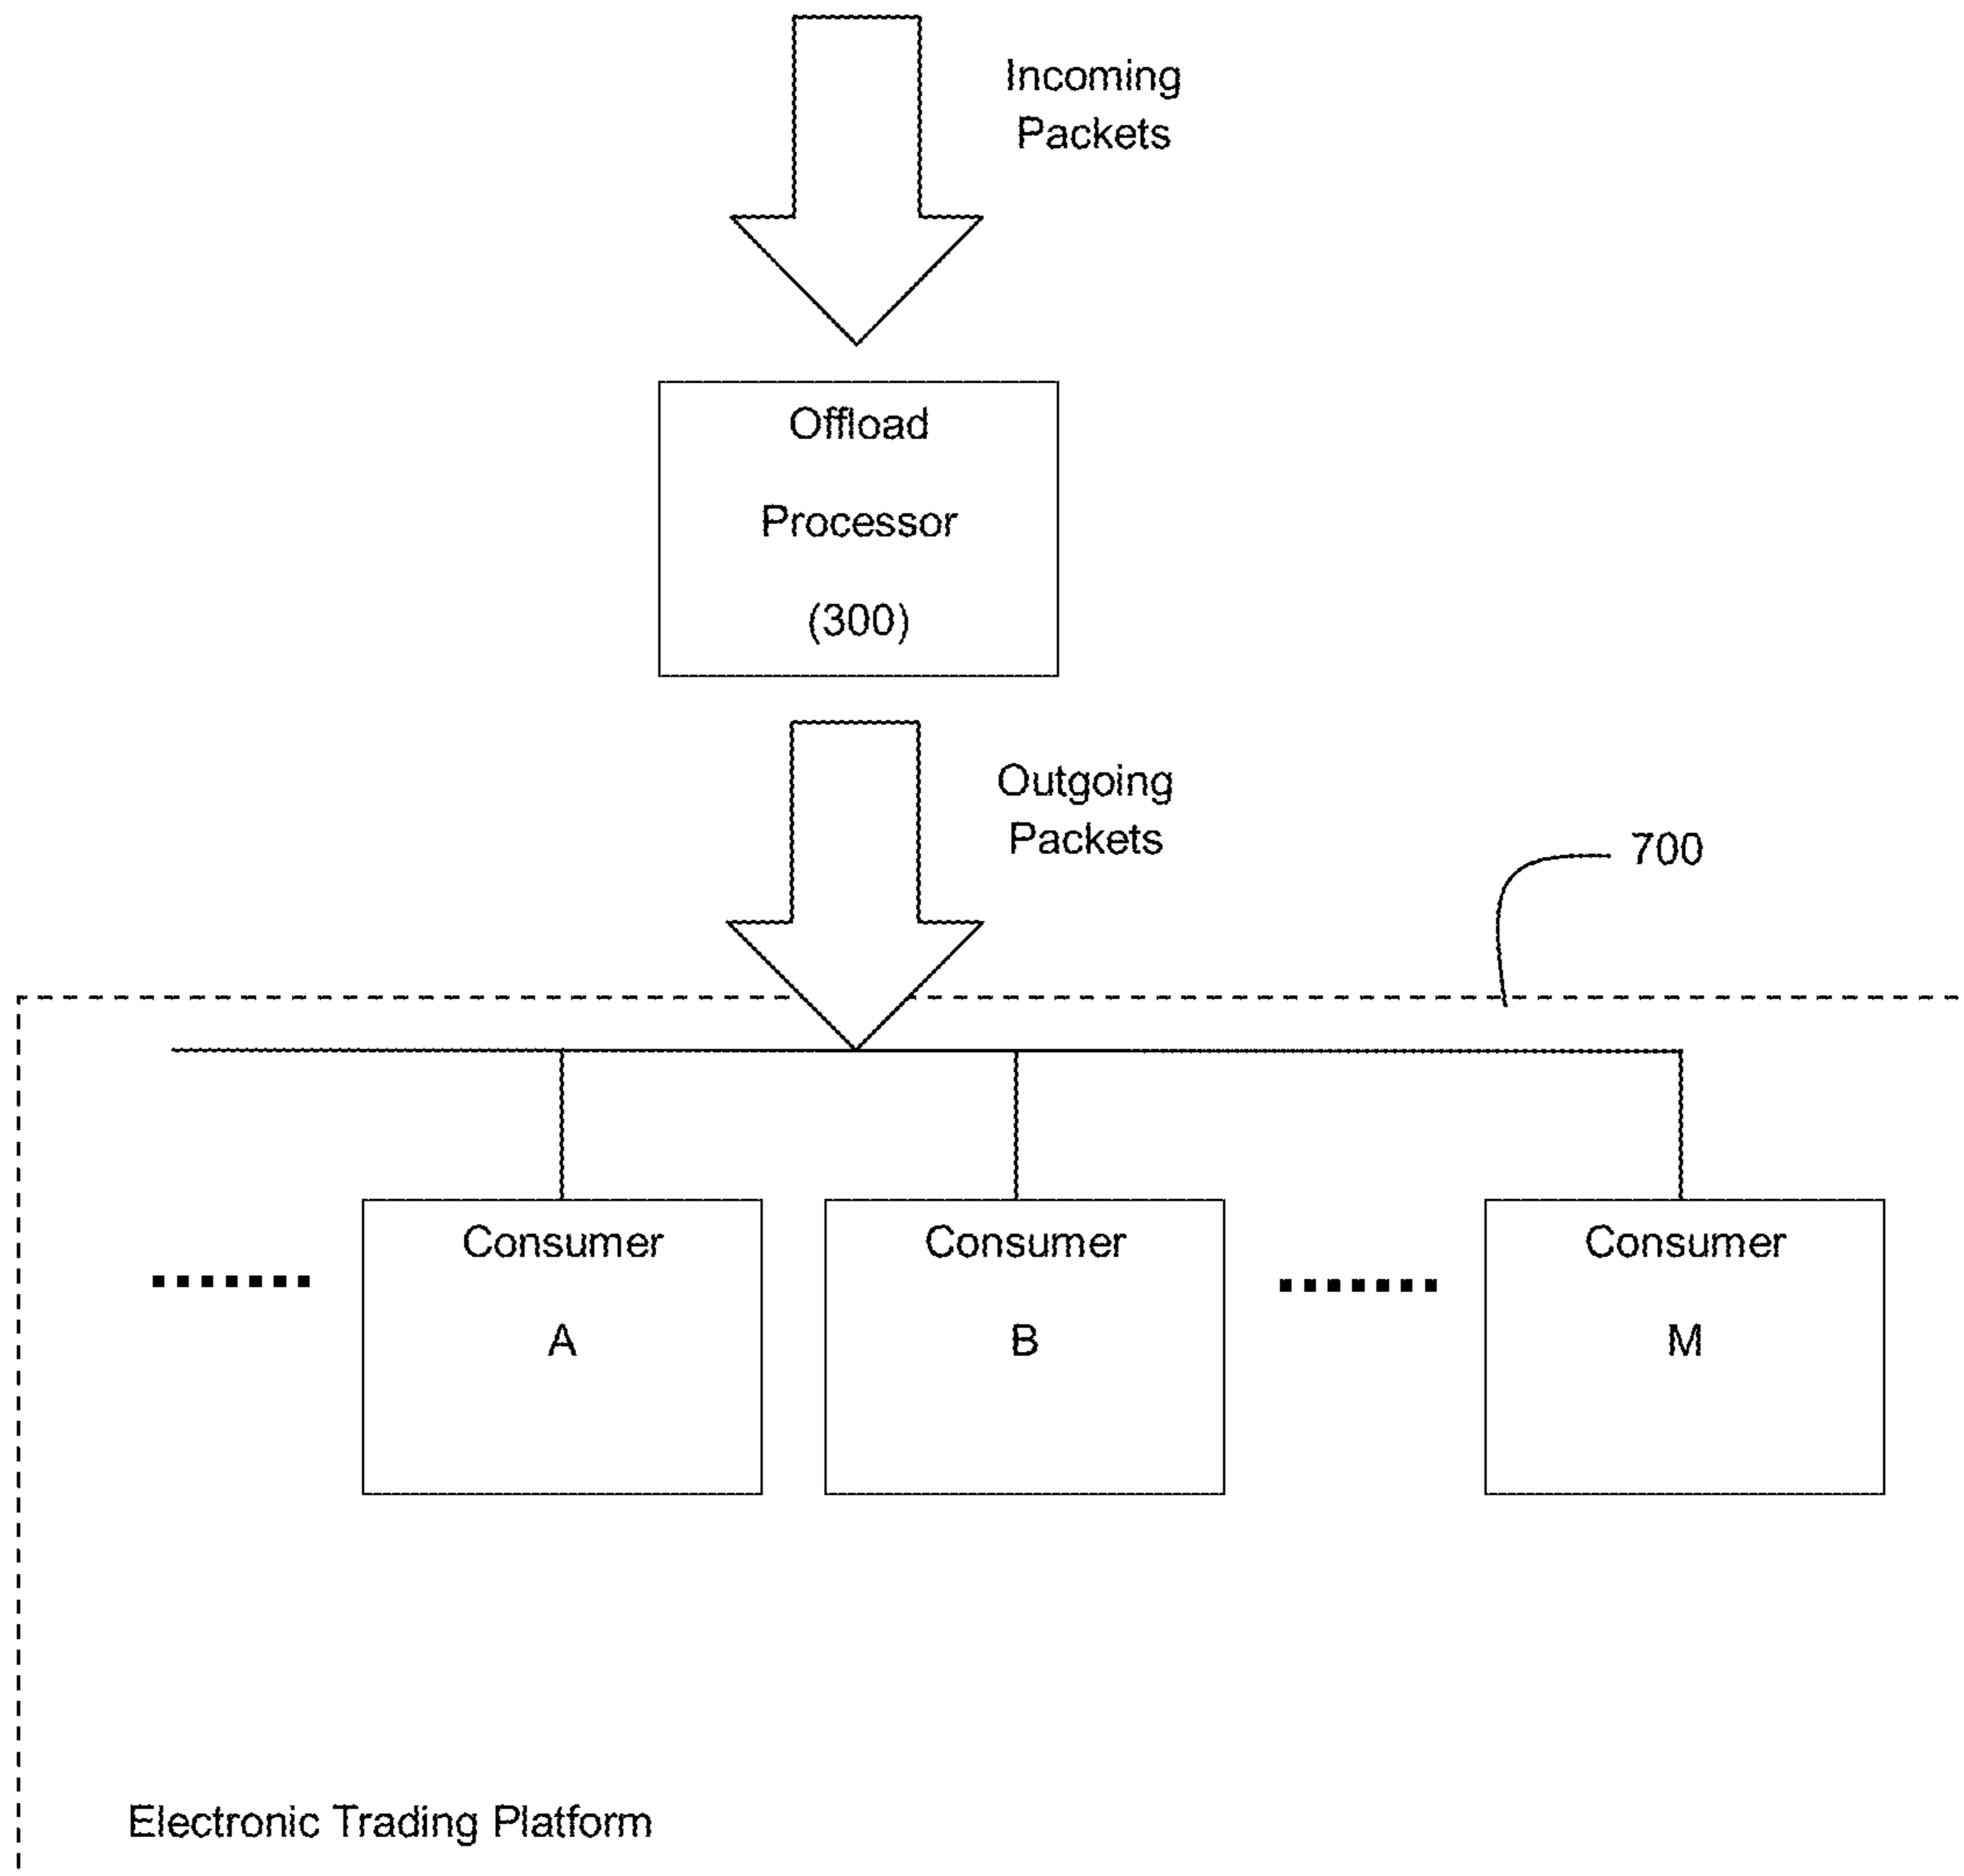 Incoming
Packets
Offload
Processor
(300)
Outgoing
Packets
700
Consumer
A
Consumer
B
Consumer
M
Electronic Trading Platform